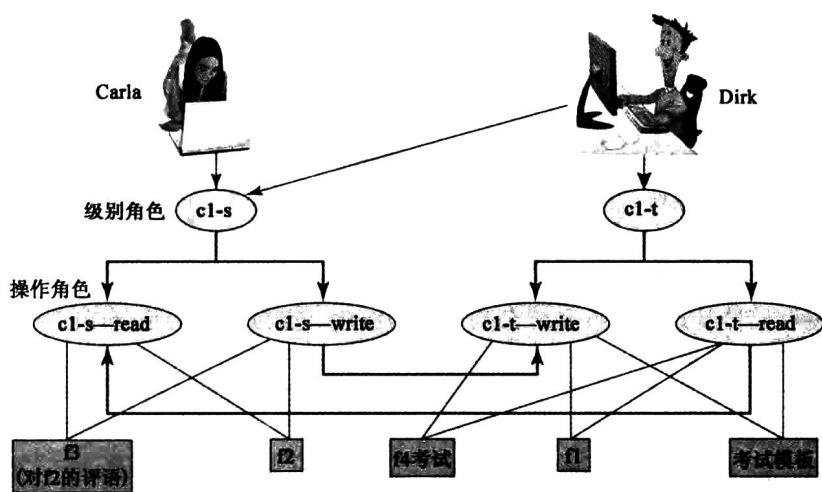 Carla
Dirk
级别角色
c1-s
c1-t
操作角色
c1-s—read
c1-s—write
c1-t—write
c1-t—read
f3
(对f2的评语)
f2
f4考试
f1
考试模板